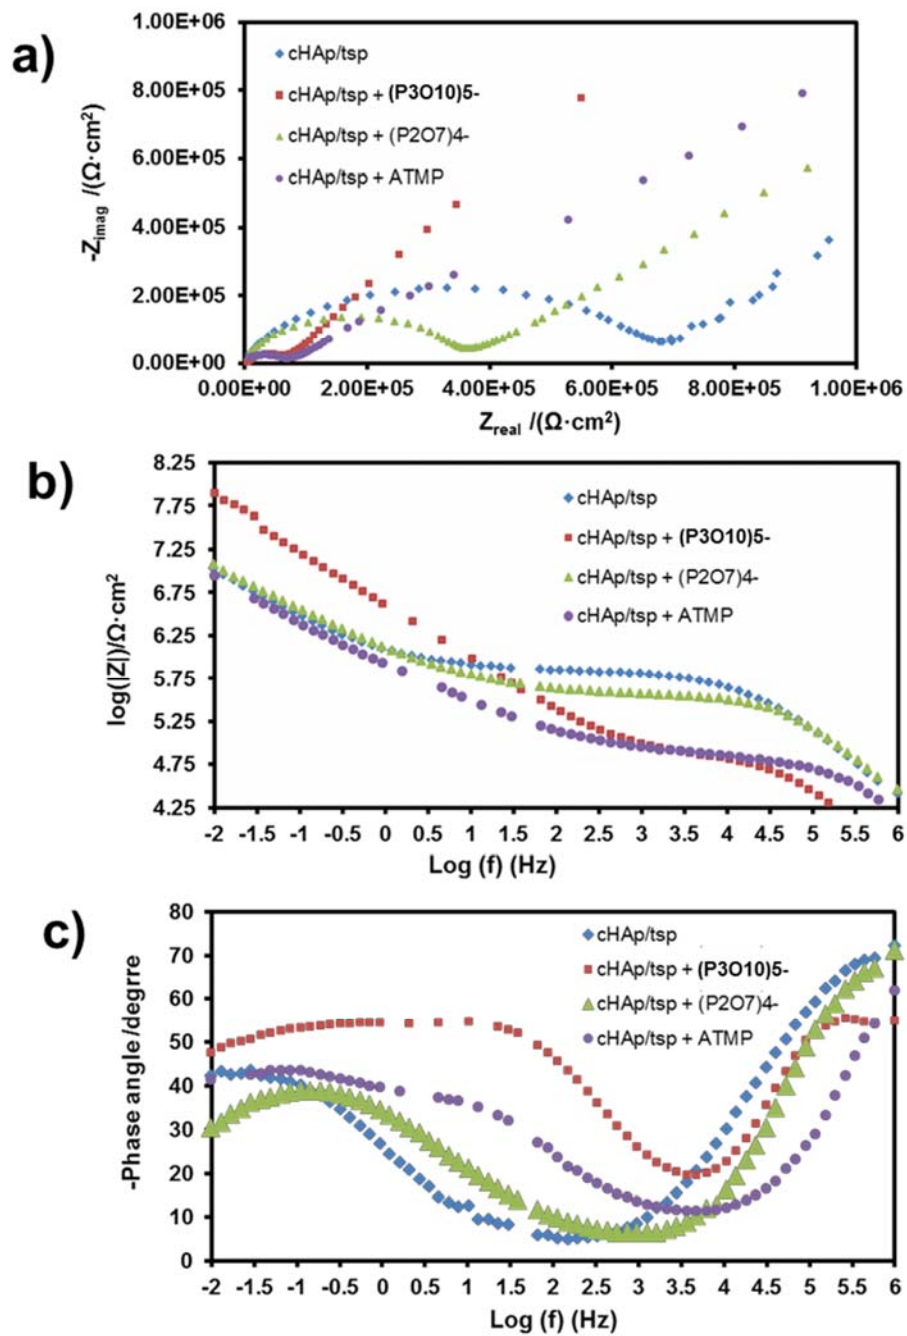 a)
1.00E+06
8.00E+05
6.00E+05
4.00E+05
2.00E+05
0.00E+00
-Zimag /(Ω·cm²)
cHAp/tsp
cHAp/tsp + (P3O10)5-
cHAp/tsp + (P2O7)4-
cHAp/tsp + ATMP
0.00E+00 2.00E+05 4.00E+05 6.00E+05 8.00E+05 1.00E+06
Zreal /(Ω·cm²)
b)
8.25
7.75
7.25
6.75
6.25
5.75
5.25
4.75
4.25
log(|Z|)/Ω·cm²
cHAp/tsp
cHAp/tsp + (P3O10)5-
cHAp/tsp + (P2O7)4-
cHAp/tsp + ATMP
-2 -1.5 -1 -0.5 0 0.5 1 1.5 2 2.5 3 3.5 4 4.5 5 5.5 6
Log (f) (Hz)
c)
80
70
60
50
40
30
20
10
0
-Phase angle /degrre
cHAp/tsp
cHAp/tsp + (P3O10)5-
cHAp/tsp + (P2O7)4-
cHAp/tsp + ATMP
-2 -1.5 -1 -0.5 0 0.5 1 1.5 2 2.5 3 3.5 4 4.5 5 5.5 6
Log (f) (Hz)